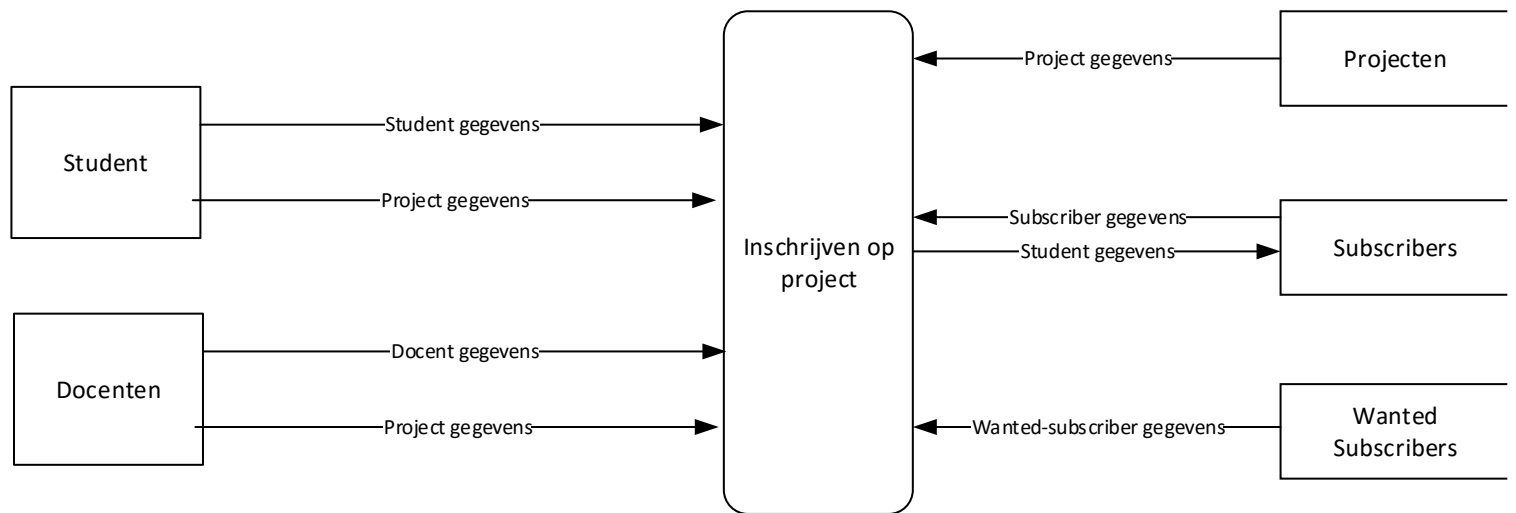 Project gegevens
Projecten
Student gegevens
Student
Project gegevens
Subscriber gegevens
Inschrijven op
project
Student gegevens
Subscribers
Docent gegevens
Docenten
Project gegevens
Wanted-subscriber gegevens
Wanted
Subscribers